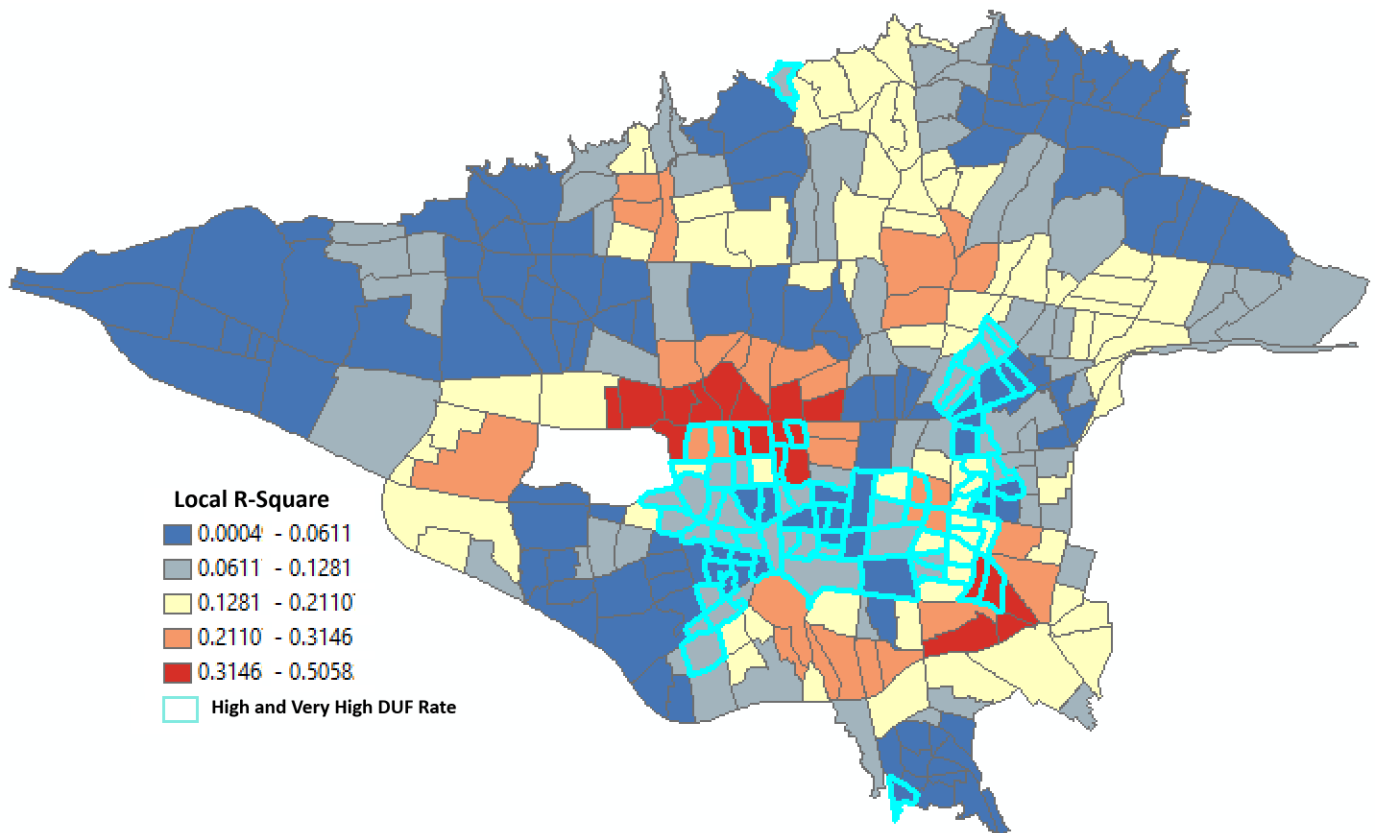 Local R-Square
0.0004 - 0.0611
0.0611 - 0.1281
0.1281 - 0.2110
0.2110 - 0.3146
0.3146 - 0.5058
High and Very High DUF Rate